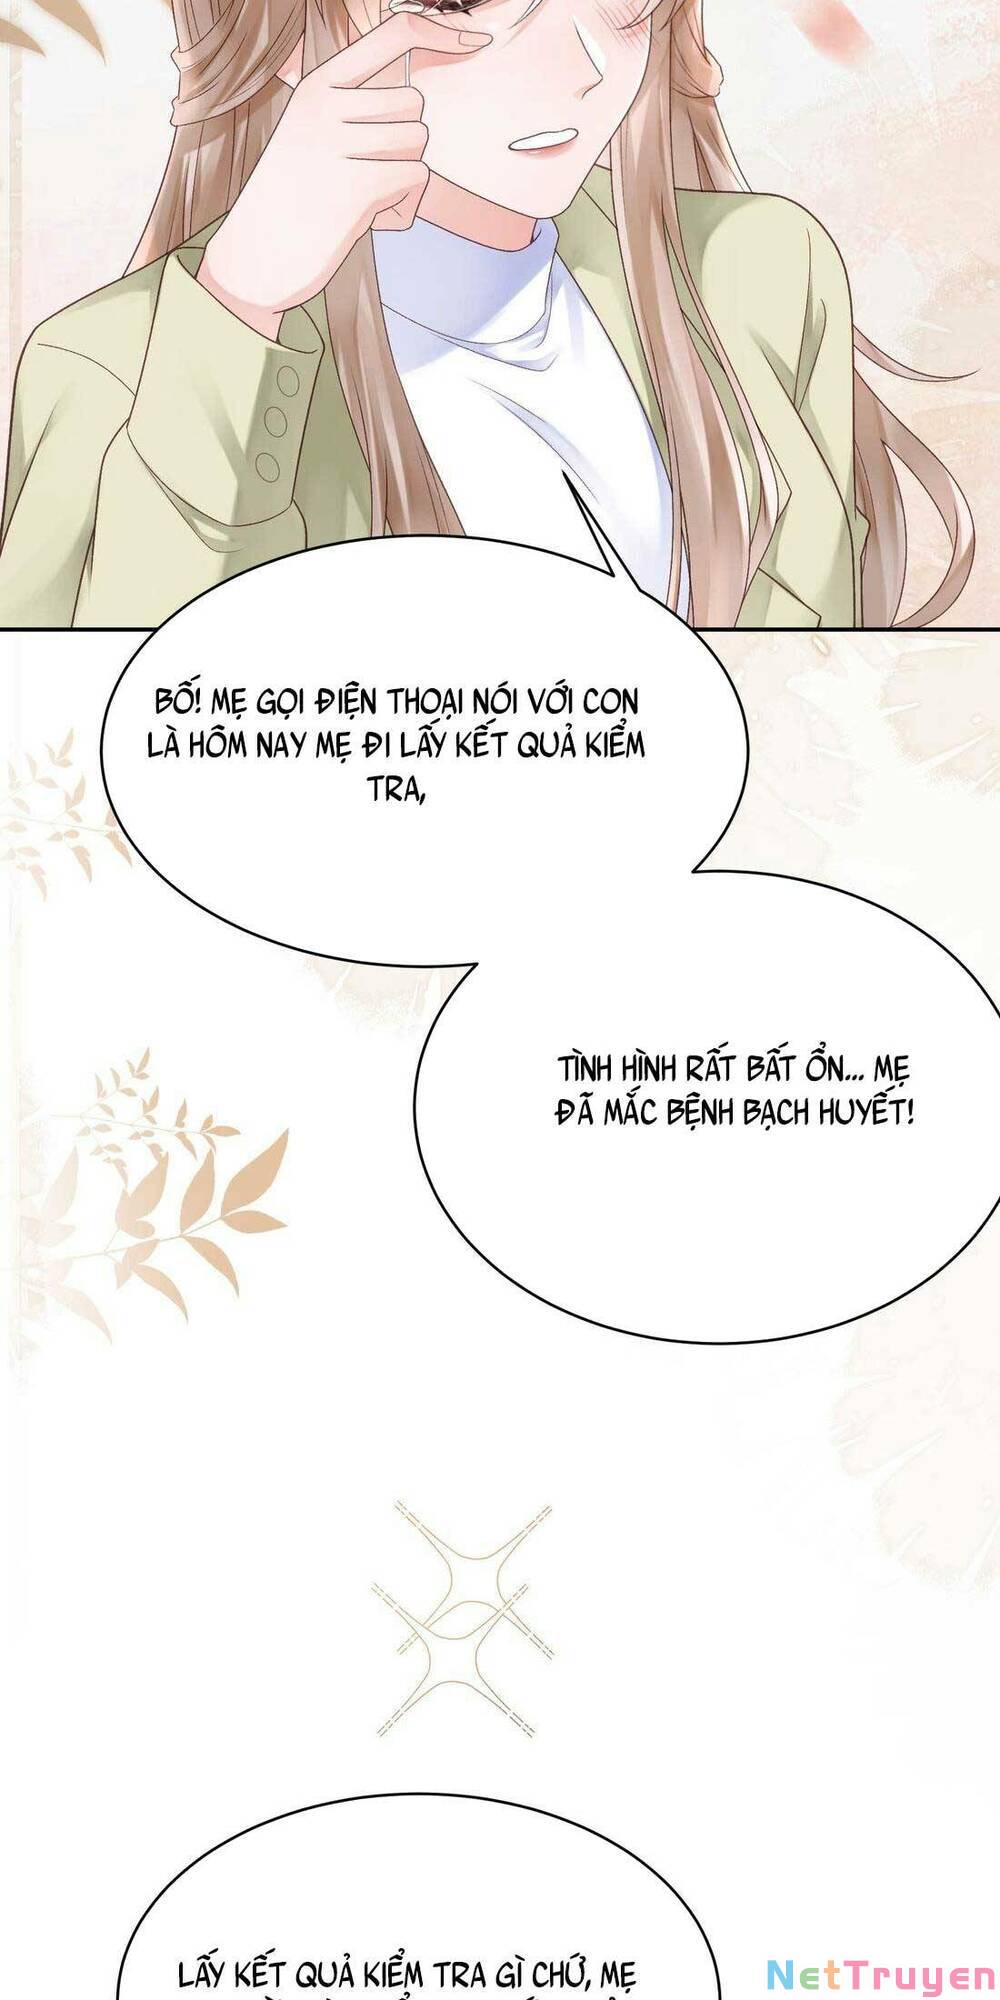 BỐ! MẸ GỌI ĐIỆN THOẠI NÓI VỚI CON
LÀ HÔM NAY MẸ ĐI LẤY KẾT QUẢ KIỂM
TRA,
TÌNH HÌNH RẤT BẤT ỔN... MẸ
ĐÃ MẮC BỆNH BẠCH HUYẾT!
LẤY KẾT QUẢ KIỂM TRA GÌ CHỨ, MẸ
NetTruyen